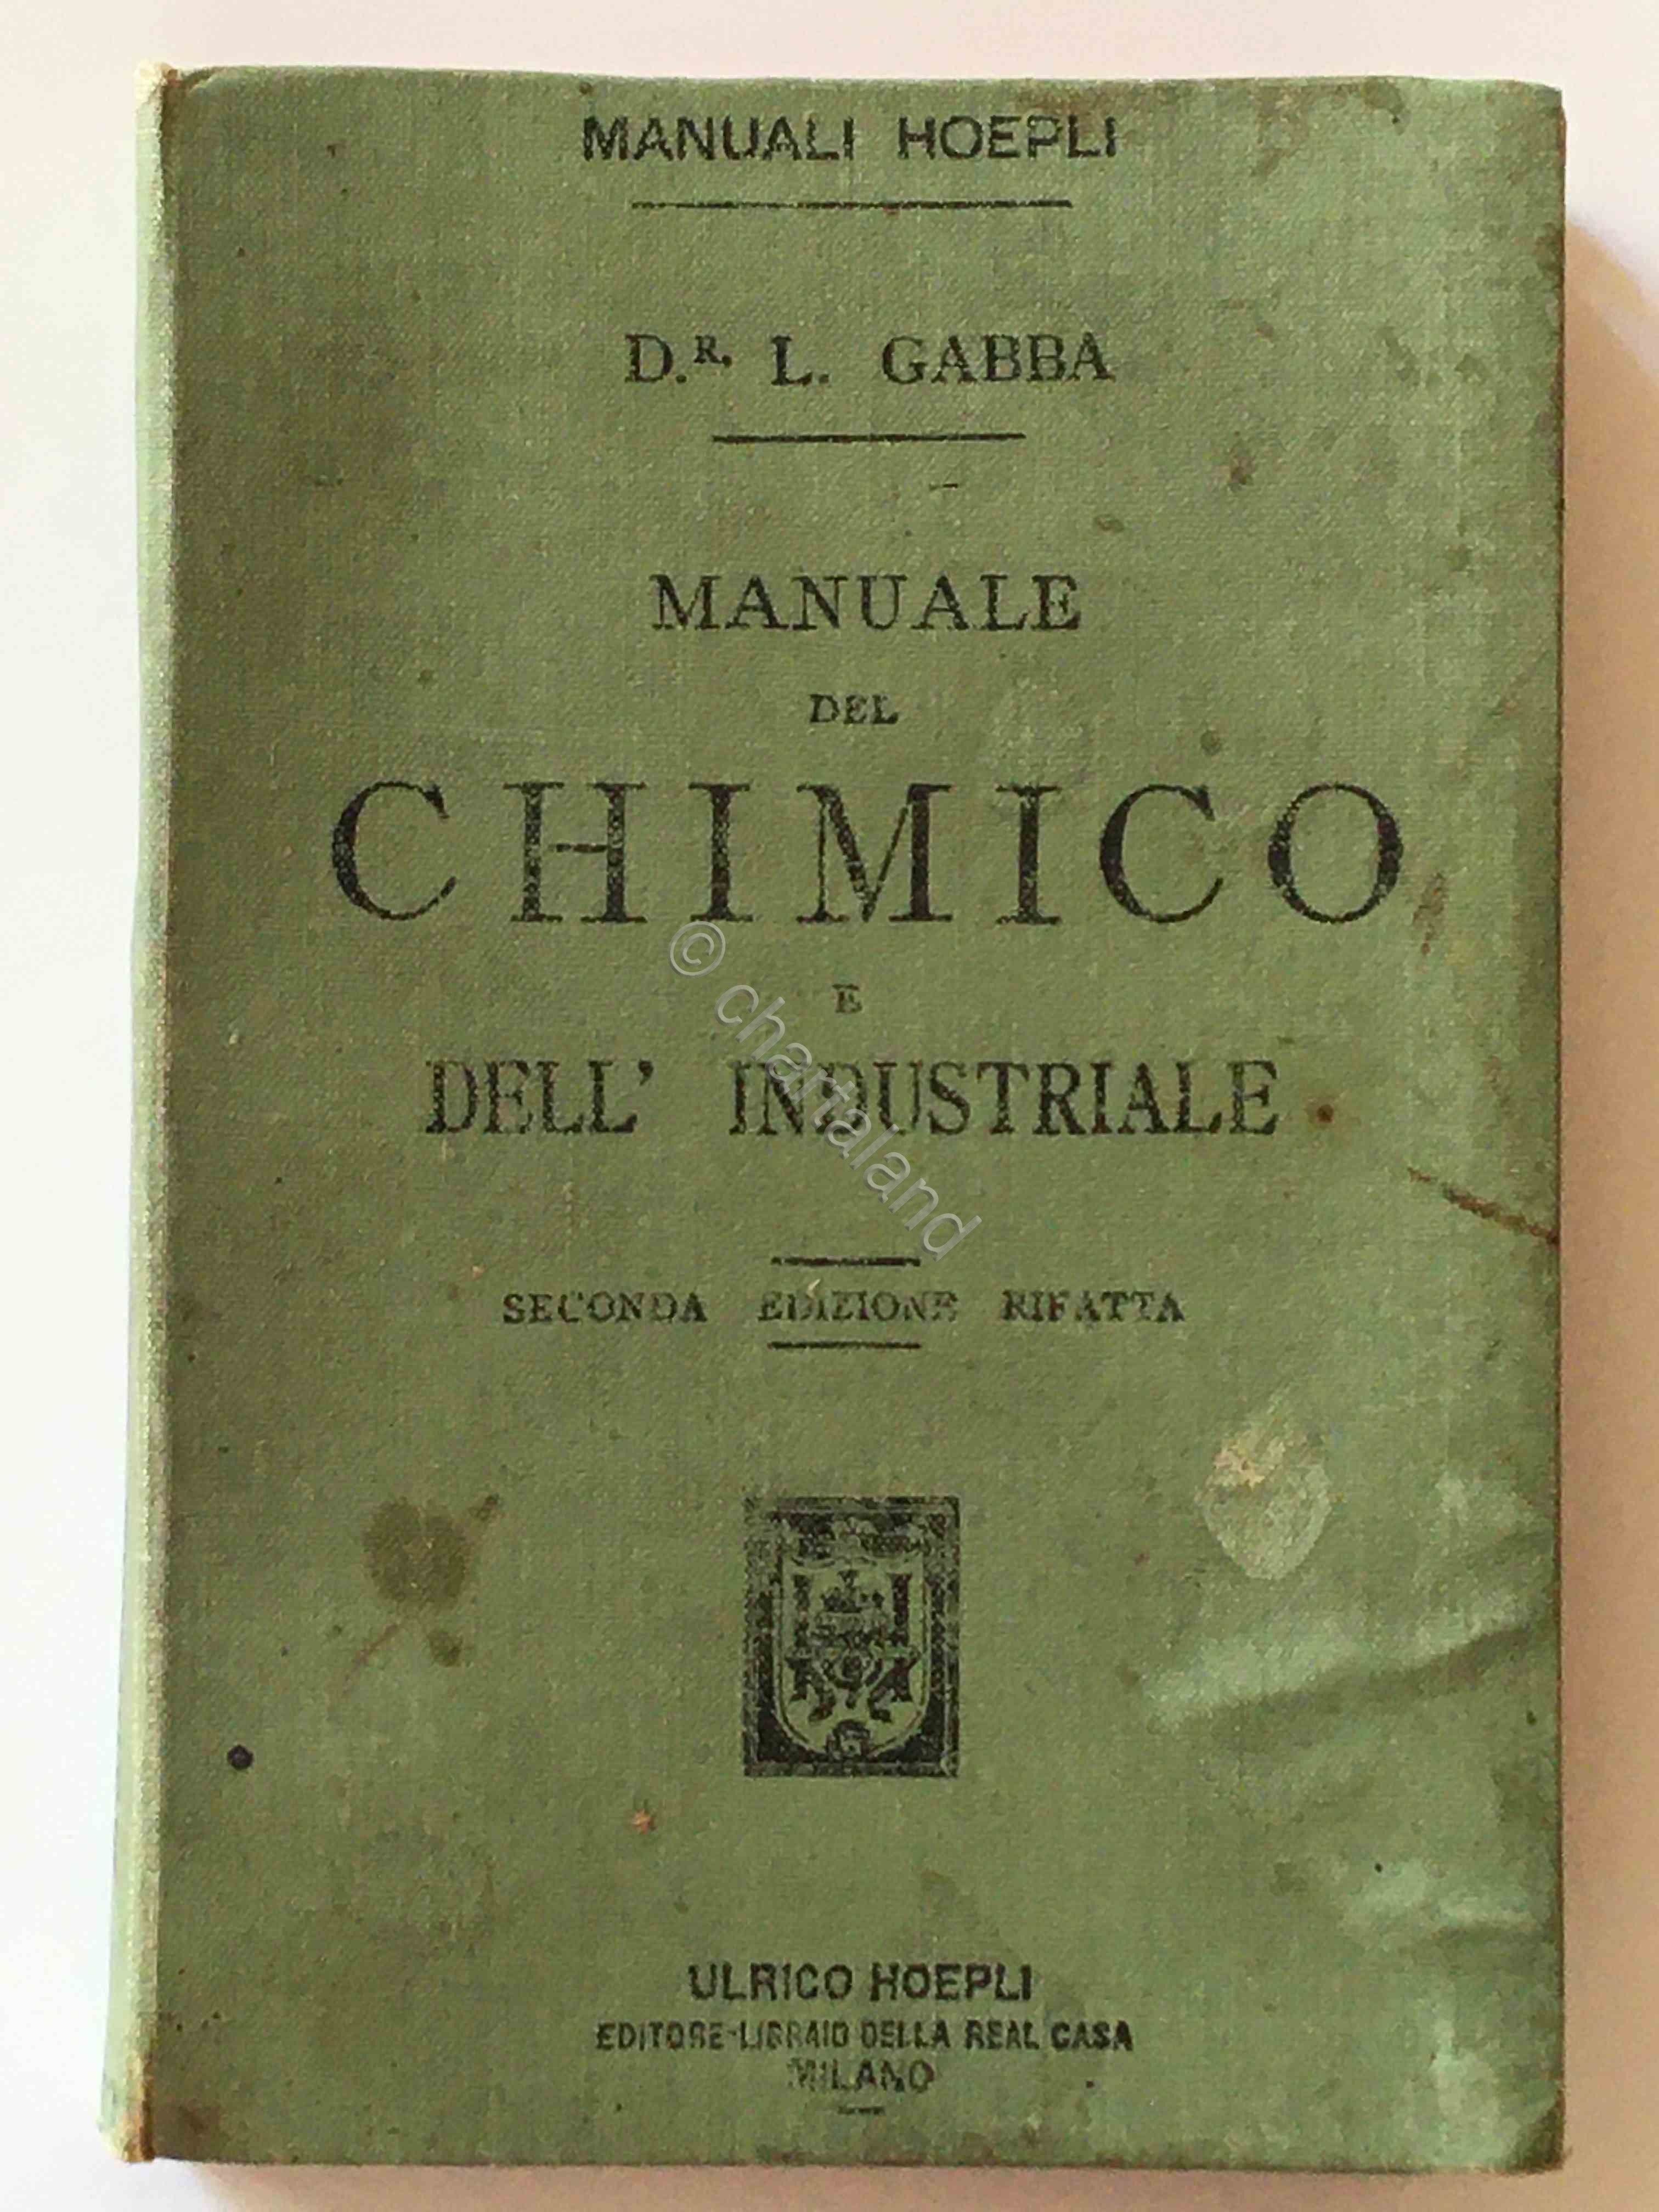 MANUALI HOEPLI
D.R. L. GABBA
MANUALE
DEL
CHIMICO
E
DELL' INDUSTRIALE
SECONDA EDIZIONE RIFATTA
ULRICO HOEPLI
EDITORE-LIBRAIO DELLA REAL CASA
MILANO
© chartaland